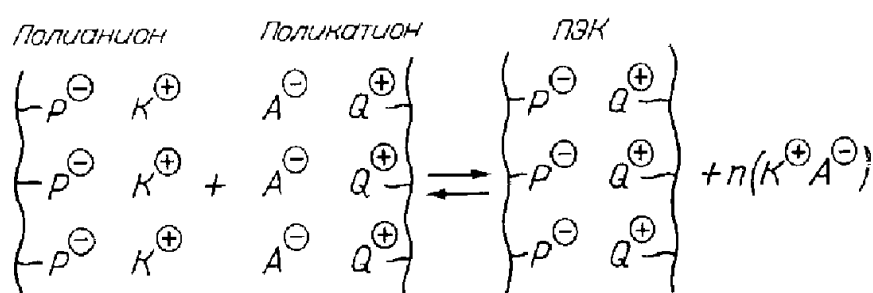 Полианион Поликатион ПЭК
P⊖ K⊕ A⊖ Q⊕ P⊖ Q⊕
P⊖ K⊕ + A⊖ Q⊕ ⇄ P⊖ Q⊕ + n(K⊕A⊖)
P⊖ K⊕ A⊖ Q⊕ P⊖ Q⊕